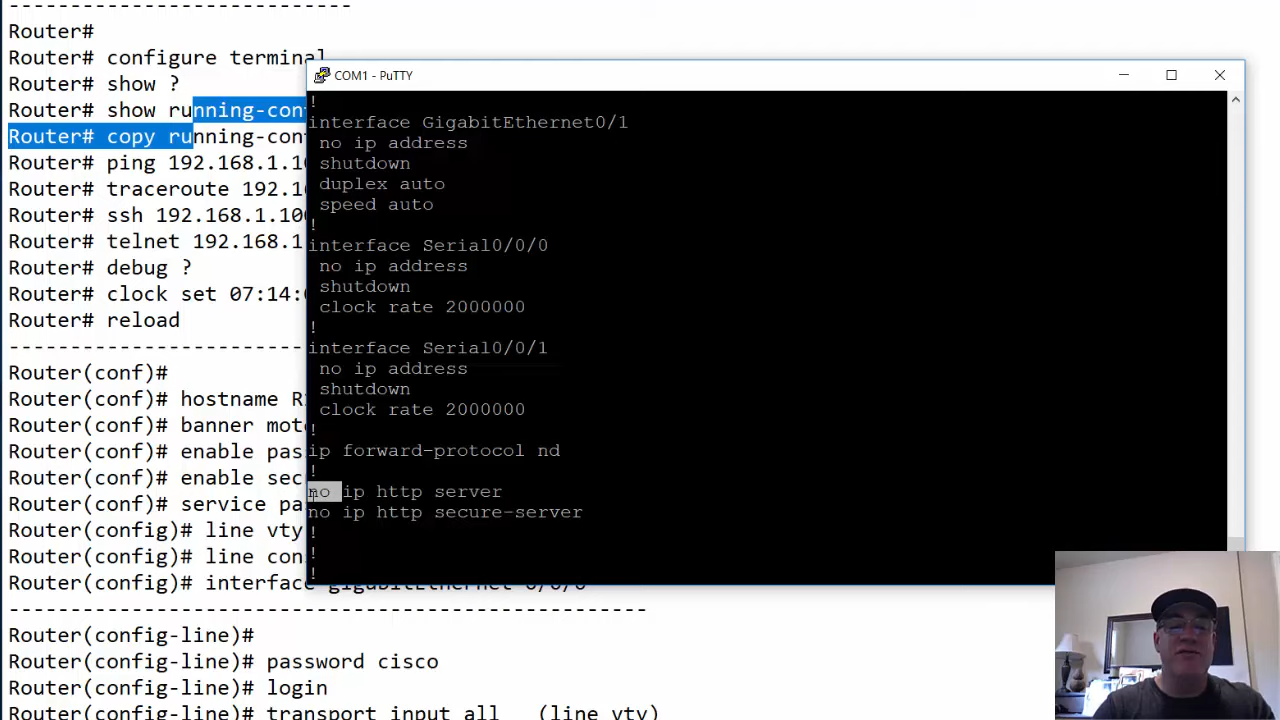 ---------------------------
Router#
Router# configure terminal
Router# show ?
Router# show running-conf
Router# copy running-conf
Router# ping 192.168.1.10
Router# traceroute 192.16
Router# ssh 192.168.1.100
Router# telnet 192.168.1.
Router# debug ?
Router# clock set 07:14:0
Router# reload
Router(conf)#
Router(conf)# hostname R
Router(conf)# banner mot
Router(conf)# enable pas
Router(conf)# enable sec
Router(conf)# service pa
Router(config)# line vty
Router(config)# line con
Router(config)# interface gigabitEthernet 0/0/0
----------------------------------------------------
Router(config-line)#
Router(config-line)# password cisco
Router(config-line)# login
Router(config-line)# transport input all (line vty)
COM1 - PuTTY
!
interface GigabitEthernet0/1
no ip address
shutdown
duplex auto
speed auto
!
interface Serial0/0/0
no ip address
shutdown
clock rate 2000000
!
interface Serial0/0/1
no ip address
shutdown
clock rate 2000000
!
ip forward-protocol nd
!
no ip http server
no ip http secure-server
!
!
!